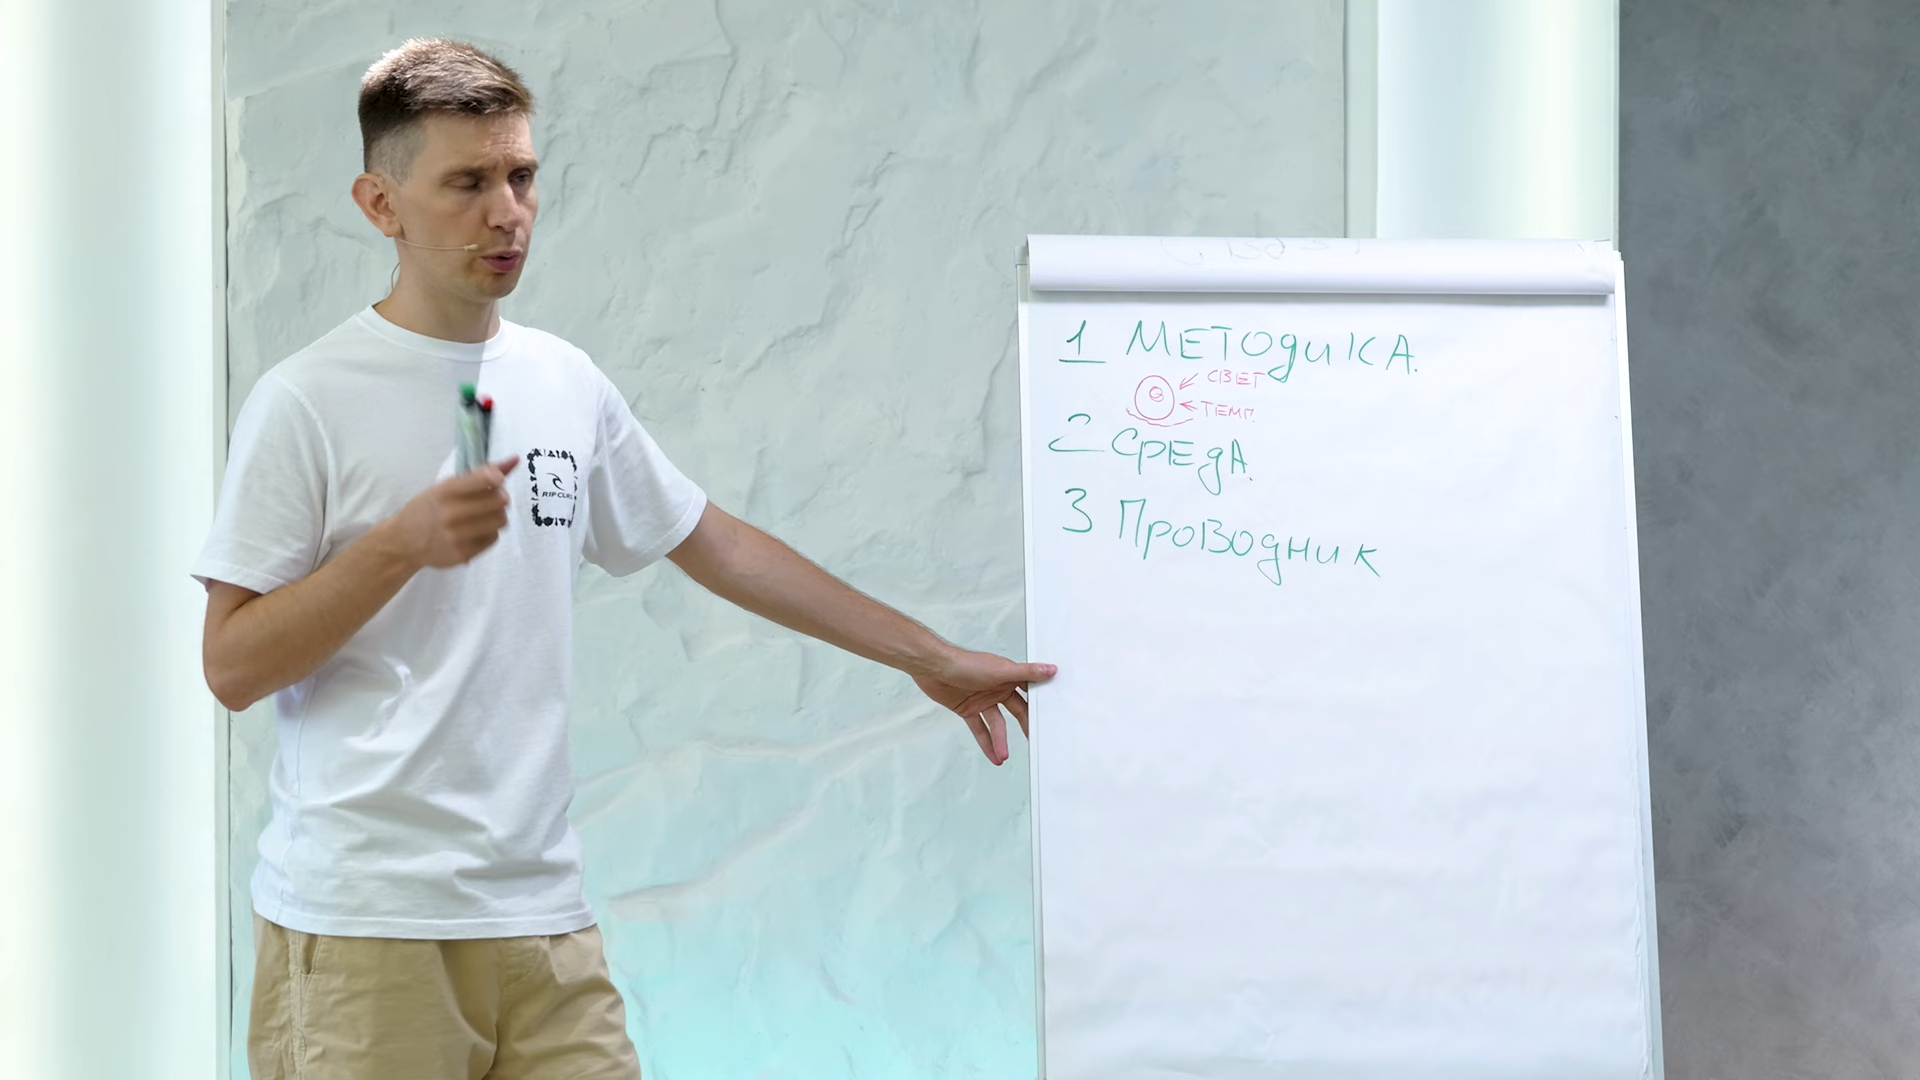 1 МЕТОДИКА.
СВЕТ
ТЕМП.
2 СРЕДА.
3 ПРОВОДНИК
RIP CURL